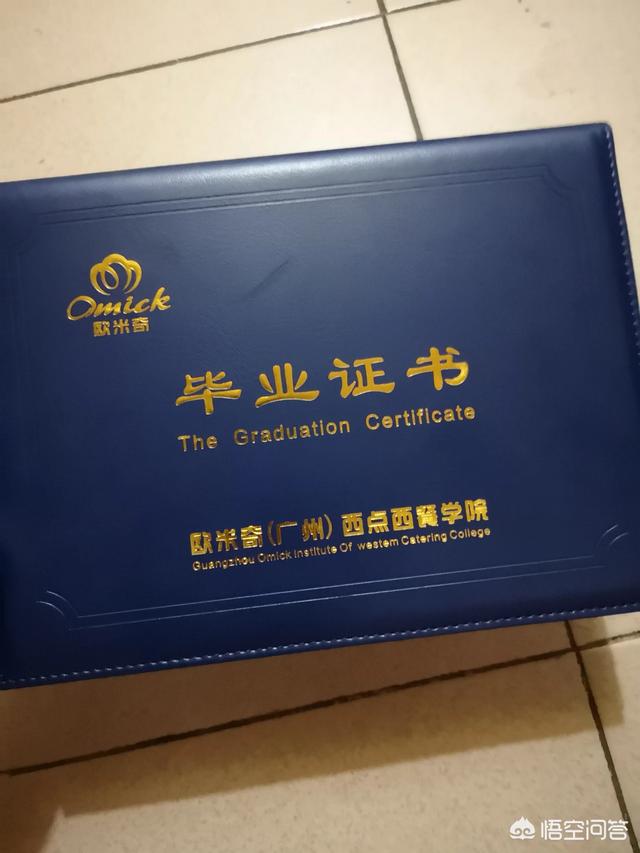 Omick
欧米奇
毕业证书
The Graduation Certificate
欧米奇(广州)西点西餐学院
Guangzhou Omick Institute Of westem Catering College
悟空问答